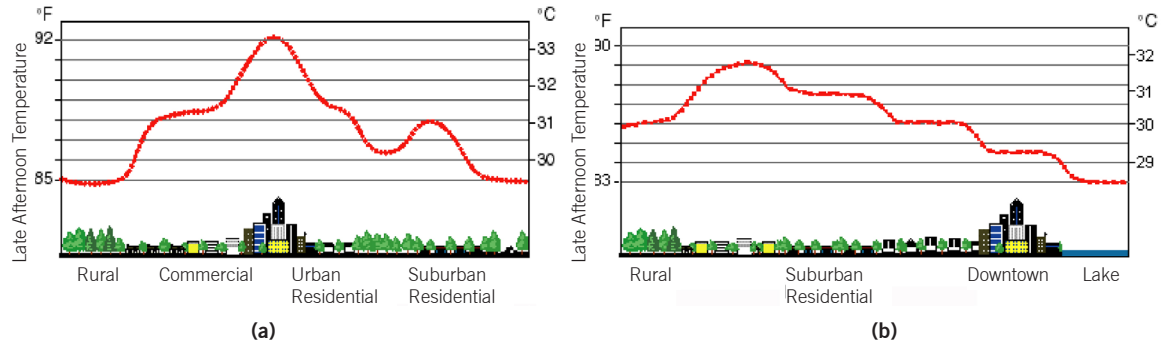 °F
°C
Late Afternoon Temperature
92
85
33
32
31
30
Rural
Commercial
Urban
Residential
Suburban
Residential
(a)
°F
°C
Late Afternoon Temperature
90
83
32
31
30
29
Rural
Suburban
Residential
Downtown
Lake
(b)